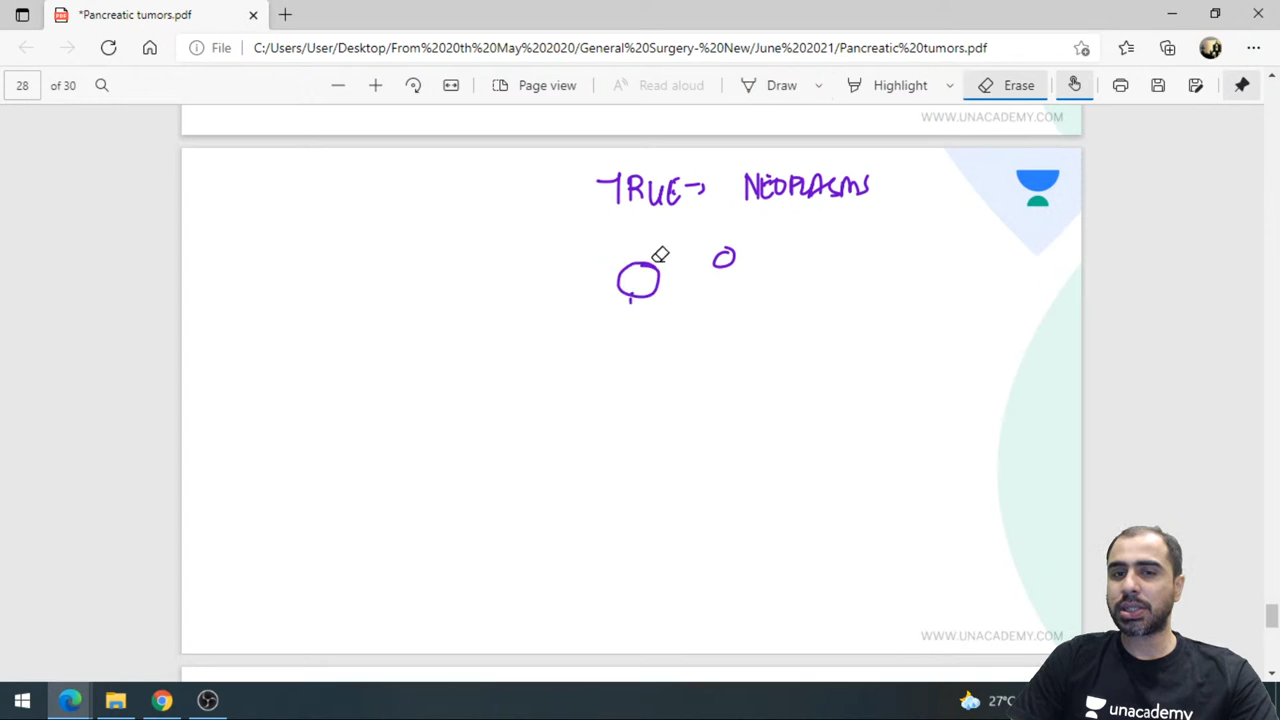 *Pancreatic tumors.pdf
File C:/Users/User/Desktop/From%2020th%20May%202020/General%20Surgery-%20New/June%202021/Pancreatic%20tumors.pdf
28 of 30 Page view Read aloud Draw Highlight Erase
WWW.UNACADEMY.COM
TRUE → NEOPLASMS
WWW.UNACADEMY.COM
27°C
unacademy